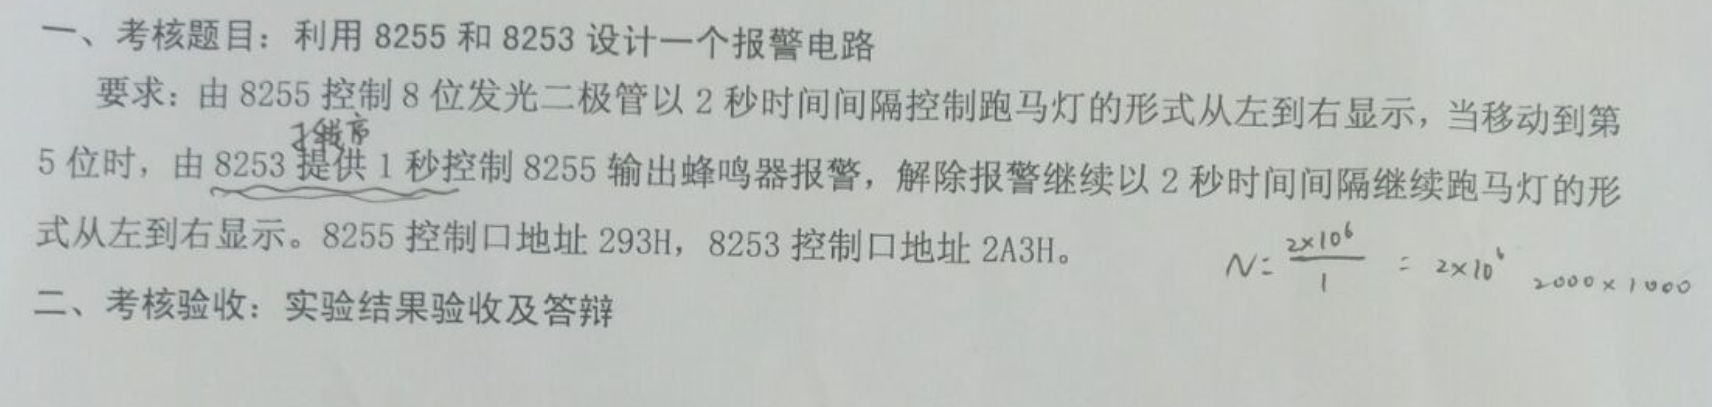 一、考核题目：利用 8255 和 8253 设计一个报警电路
要求：由 8255 控制 8 位发光二极管以 2 秒时间间隔控制跑马灯的形式从左到右显示，当移动到第
程序
5 位时，由 8253 提供 1 秒控制 8255 输出蜂鸣器报警，解除报警继续以 2 秒时间间隔继续跑马灯的形
式从左到右显示。8255 控制口地址 293H，8253 控制口地址 2A3H。
N= 2×10⁶ / 1 = 2×10⁶ 2000×1000
二、考核验收：实验结果验收及答辩